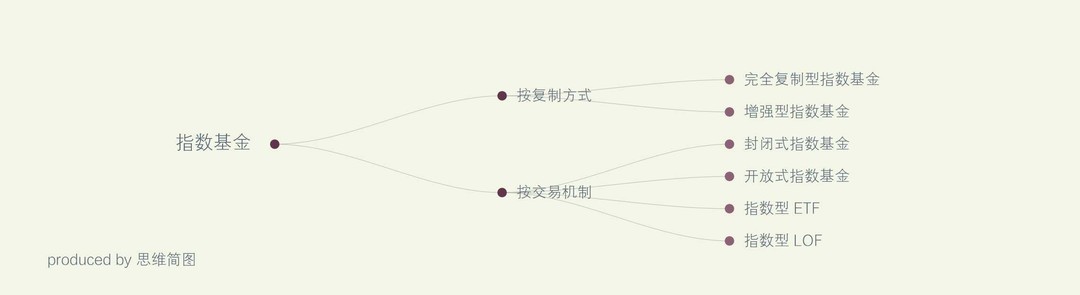 指数基金
按复制方式
完全复制型指数基金
增强型指数基金
按交易机制
封闭式指数基金
开放式指数基金
指数型 ETF
指数型 LOF
produced by 思维简图